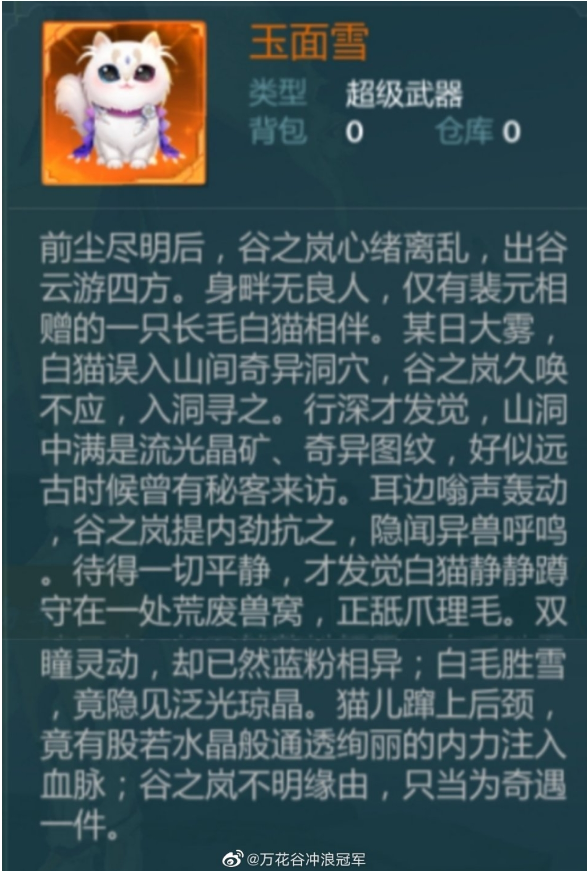 玉面雪
类型 超级武器
背包 0 仓库 0
前尘尽明后，谷之岚心绪离乱，出谷
云游四方。身畔无良人，仅有裴元相
赠的一只长毛白猫相伴。某日大雾，
白猫误入山间奇异洞穴，谷之岚久唤
不应，入洞寻之。行深才发觉，山洞
中满是流光晶矿、奇异图纹，好似远
古时候曾有秘客来访。耳边嗡声轰动
，谷之岚提内劲抗之，隐闻异兽呼鸣
。待得一切平静，才发觉白猫静静蹲
守在一处荒废兽窝，正舐爪理毛。双
瞳灵动，却已然蓝粉相异；白毛胜雪
，竟隐见泛光琼晶。猫儿蹿上后颈，
竟有股若水晶般通透绚丽的内力注入
血脉；谷之岚不明缘由，只当为奇遇
一件。
@万花谷冲浪冠军